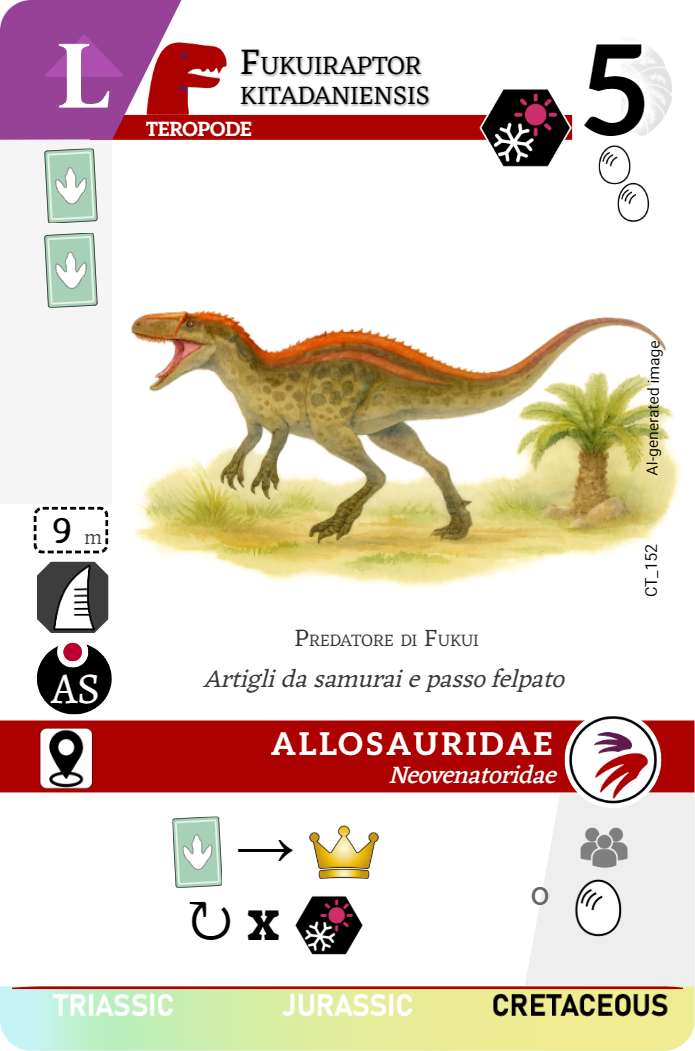 L
FUKUIRAPTOR
KITADANIENSIS
5
TEROPODE
AI-generated image
9 m
CT_152
AS
PREDATORE DI FUKUI
Artigli da samurai e passo felpato
ALLOSAURIDAE
Neovenatoridae
x
o
TRIASSIC JURASSIC CRETACEOUS